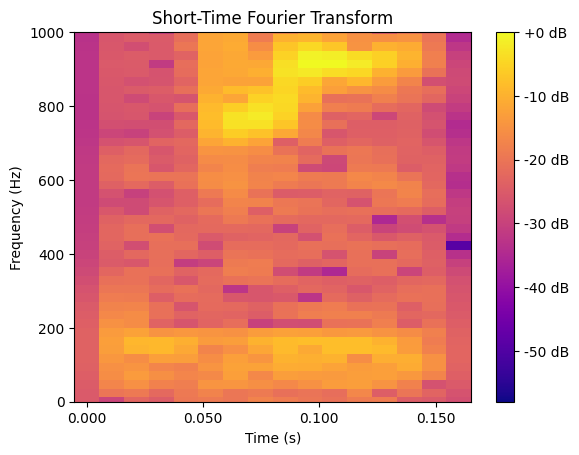 Short-Time Fourier Transform
1000
800
600
400
200
0
Frequency (Hz)
0.000
0.050
0.100
0.150
Time (s)
+0 dB
-10 dB
-20 dB
-30 dB
-40 dB
-50 dB